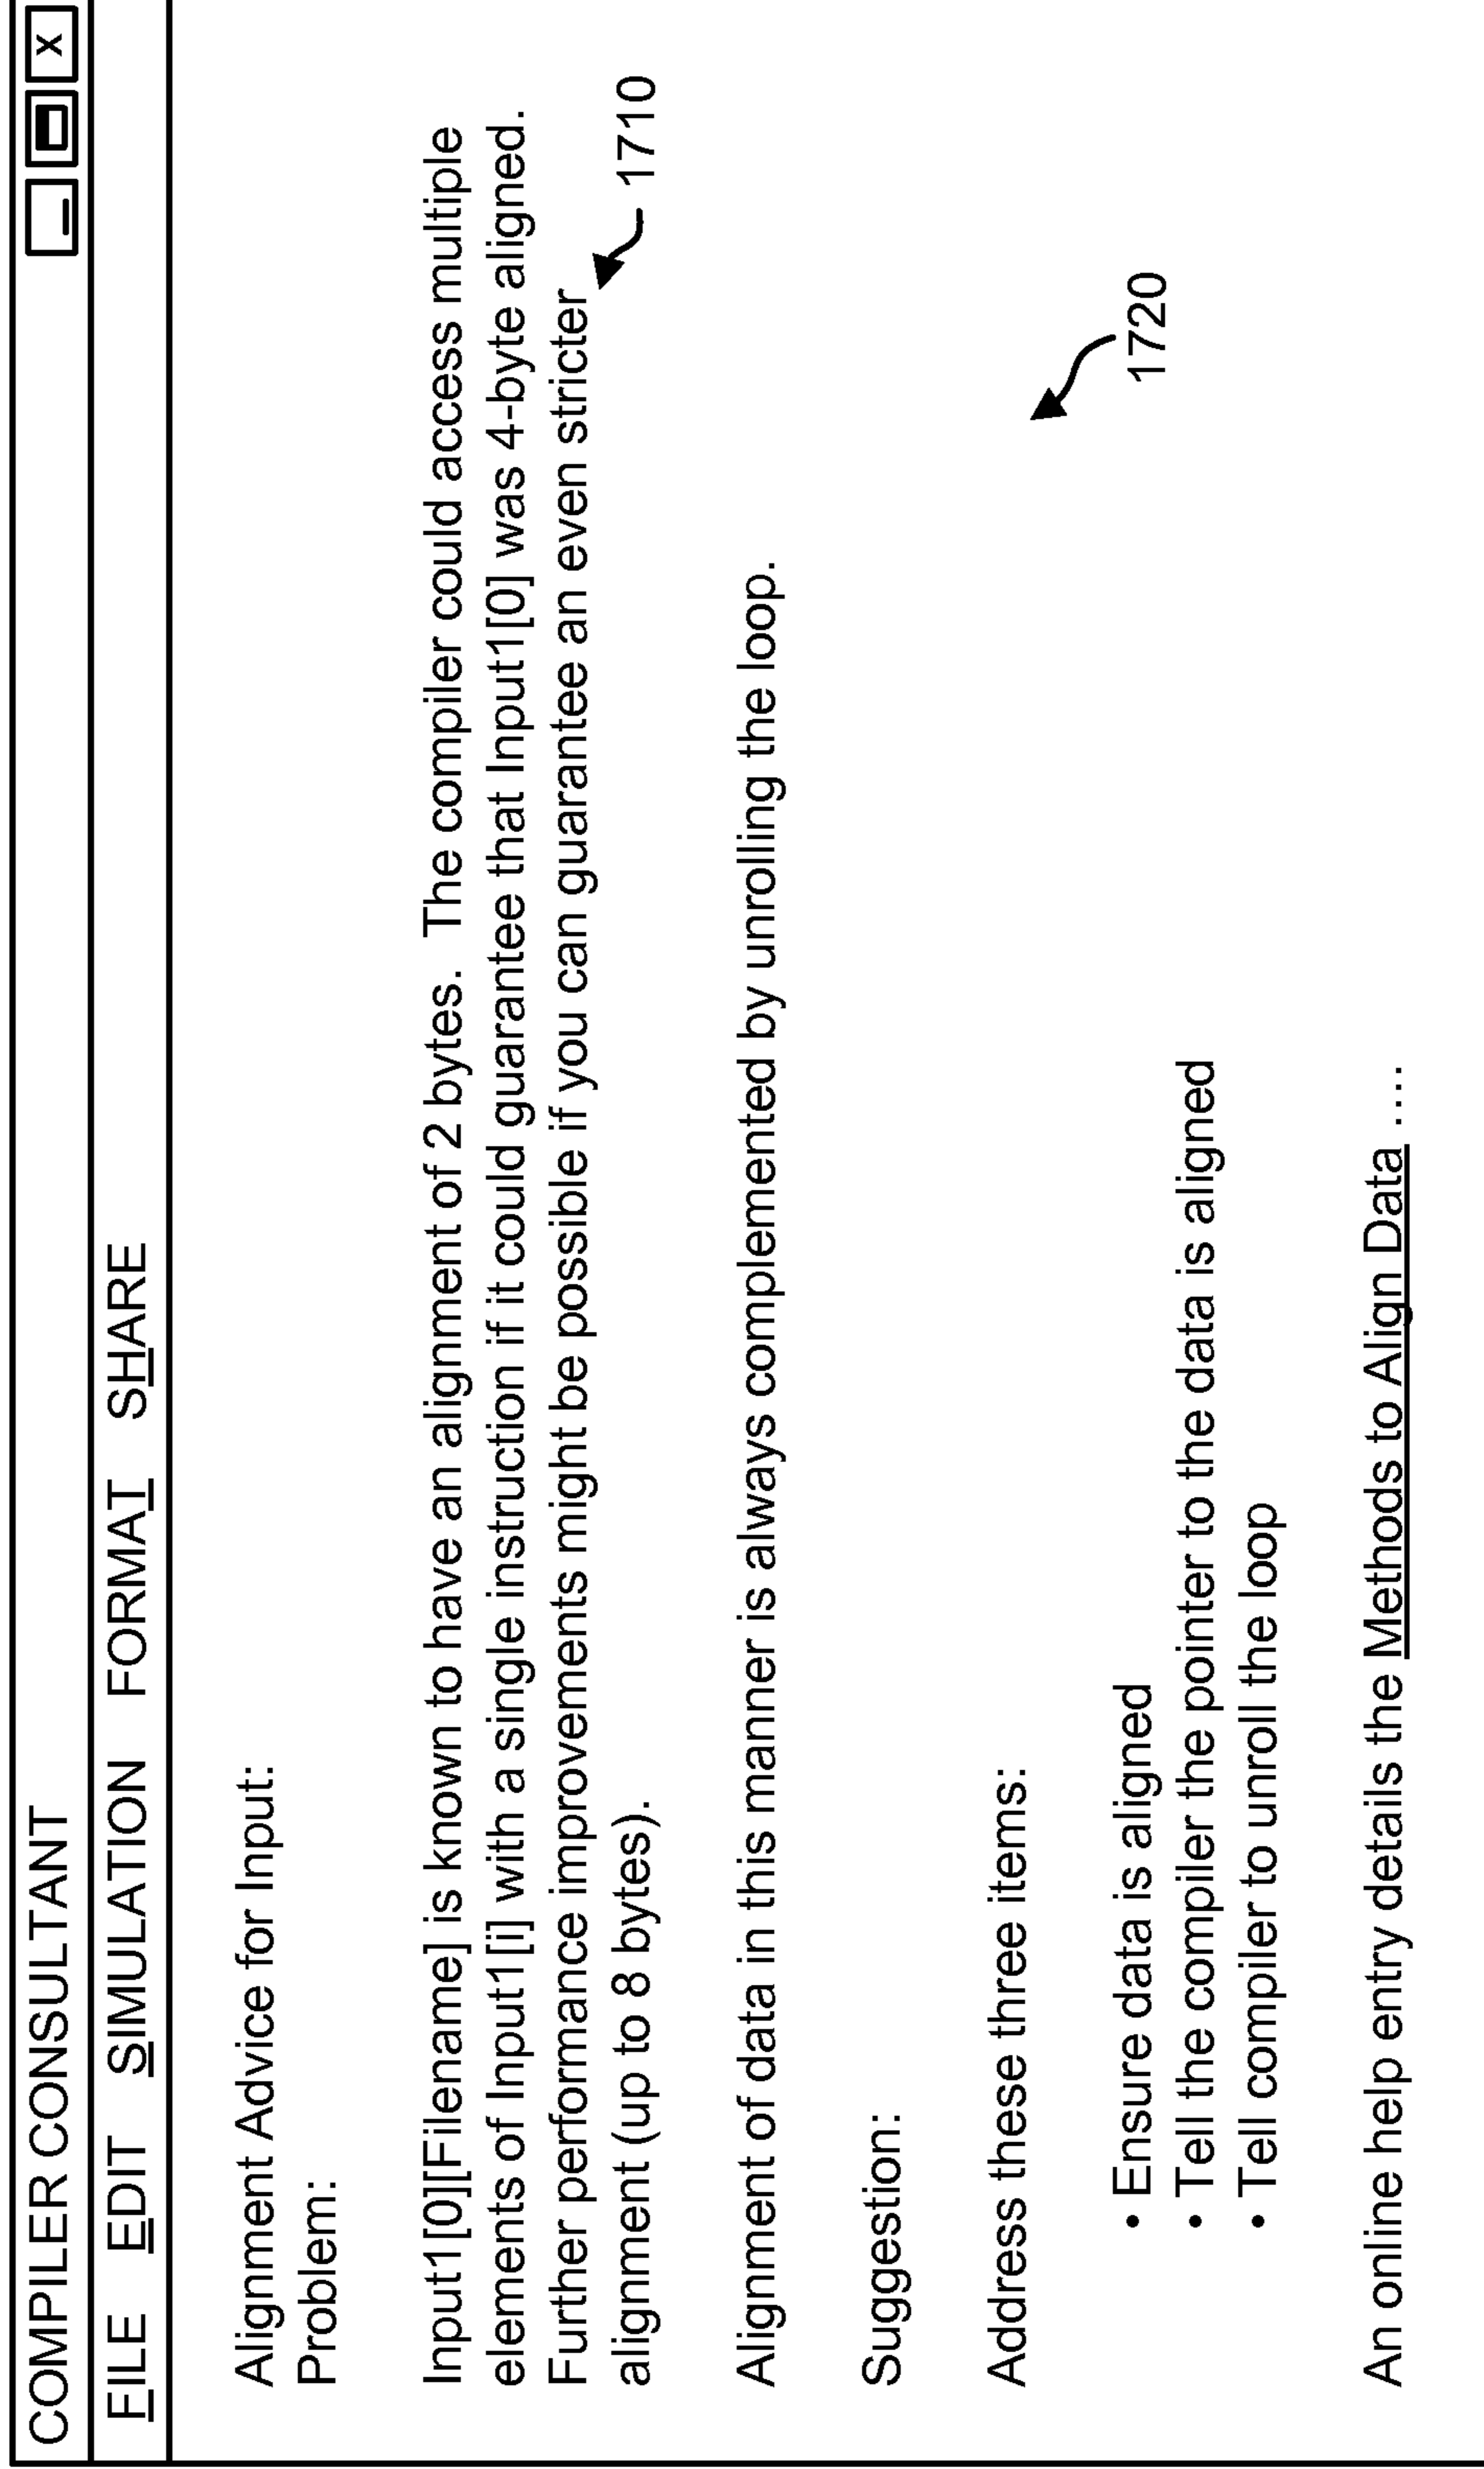 COMPILER CONSULTANT
X
FILE EDIT SIMULATION FORMAT SHARE
Alignment Advice for Input:
Problem:
Input1[0][Filename] is known to have an alignment of 2 bytes. The compiler could access multiple
elements of Input1[i] with a single instruction if it could guarantee that Input1[0] was 4-byte aligned.
Further performance improvements might be possible if you can guarantee an even stricter
alignment (up to 8 bytes).
1710
Alignment of data in this manner is always complemented by unrolling the loop.
Suggestion:
Address these three items:
1720
• Ensure data is aligned
• Tell the compiler the pointer to the data is aligned
• Tell compiler to unroll the loop
An online help entry details the Methods to Align Data ....